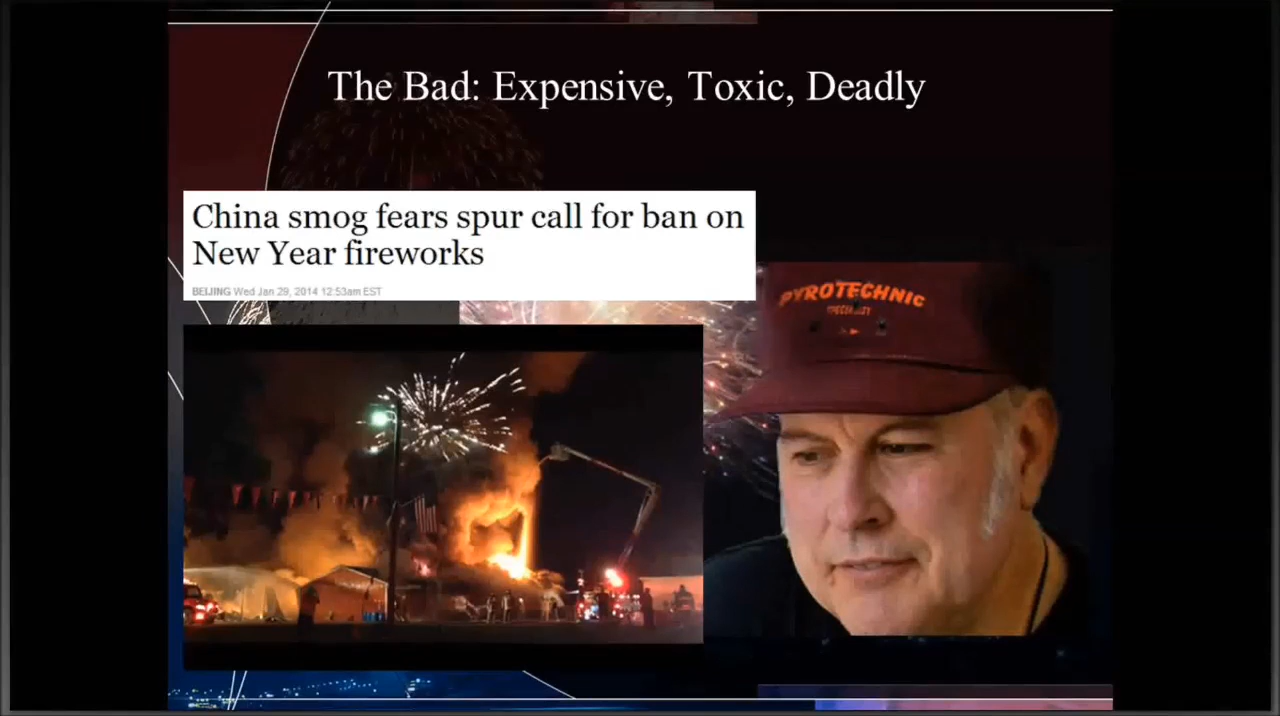 The Bad: Expensive, Toxic, Deadly
China smog fears spur call for ban on
New Year fireworks
BEIJING Wed Jan 29, 2014 12:53am EST
PYROTECHNIC